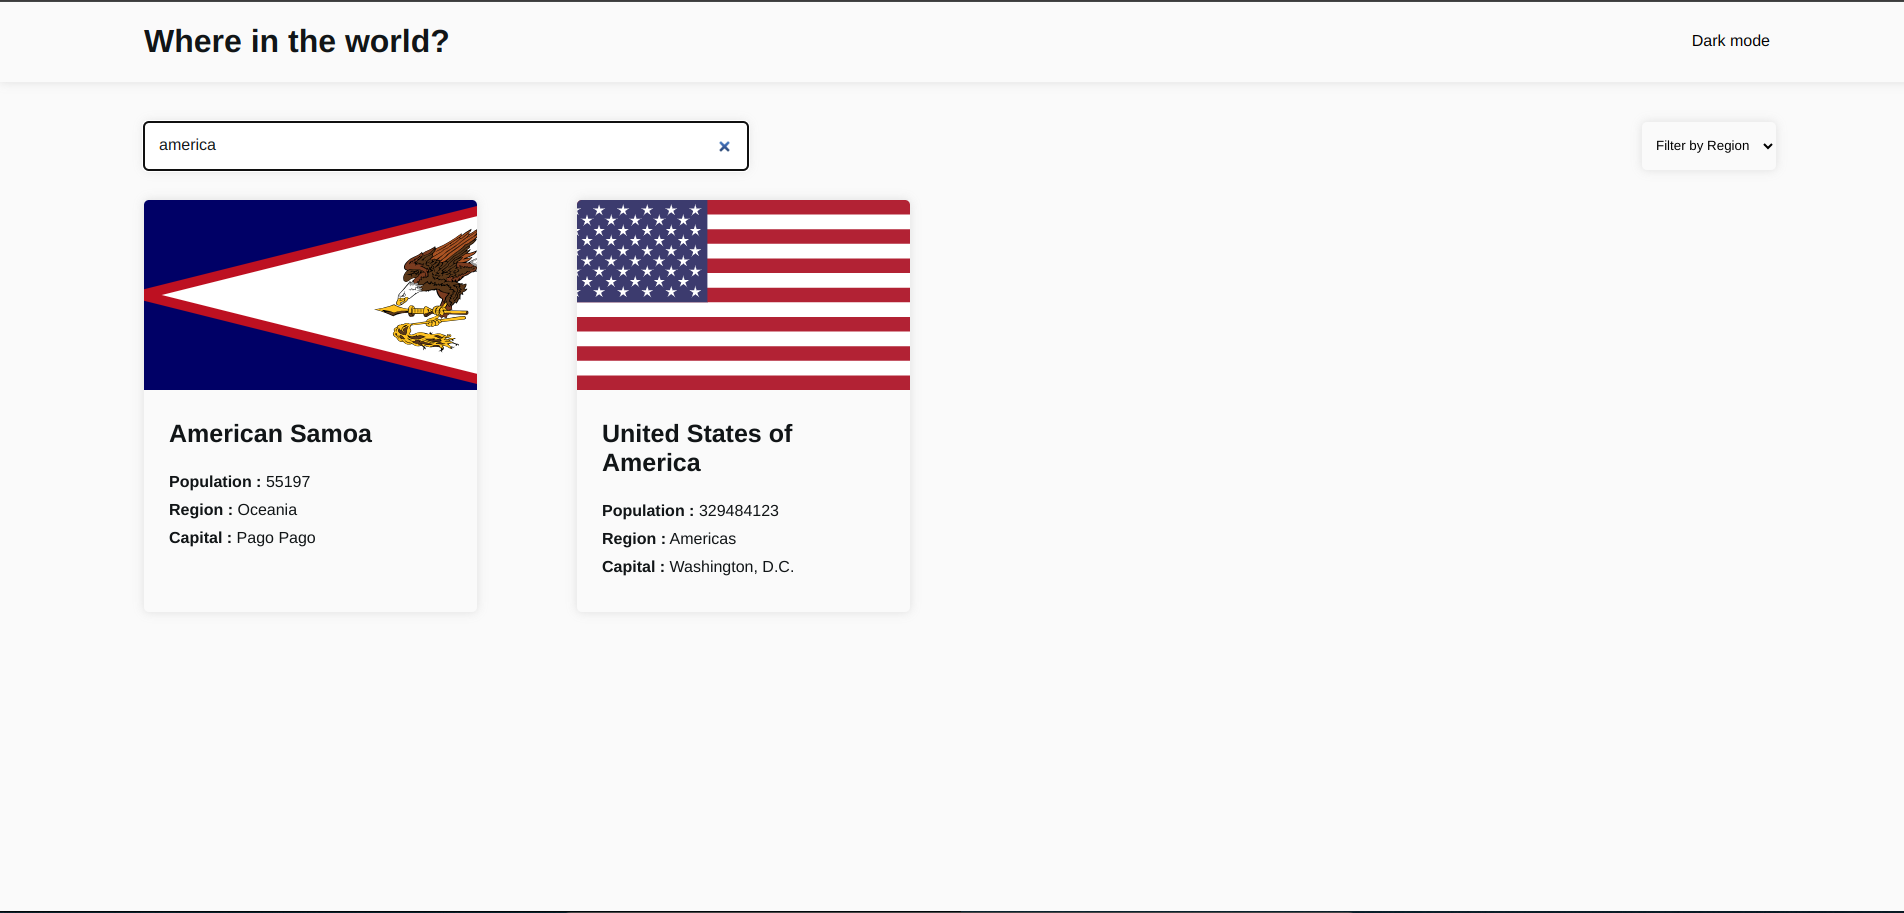 Where in the world?
Dark mode
america
Filter by Region
American Samoa
Population : 55197
Region : Oceania
Capital : Pago Pago
United States of
America
Population : 329484123
Region : Americas
Capital : Washington, D.C.